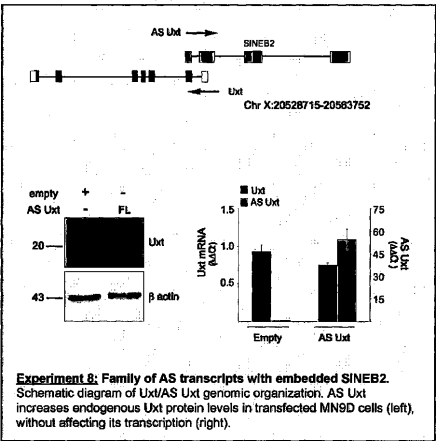 AS Uxt
SINEB2
Uxt
Chr X:20528715-20563752
empty + -
AS Uxt - FL
20 Uxt
43 β actin
Uxt
AS Uxt
1.5
1.0
0.5
Uxt mRNA
75
60
45
30
15
AS Uxt
Empty AS Uxt
Experiment 8: Family of AS transcripts with embedded SINEB2.
Schematic diagram of Uxt/AS Uxt genomic organization. AS Uxt
increases endogenous Uxt protein levels in transfected MN9D cells (left),
without affecting its transcription (right).